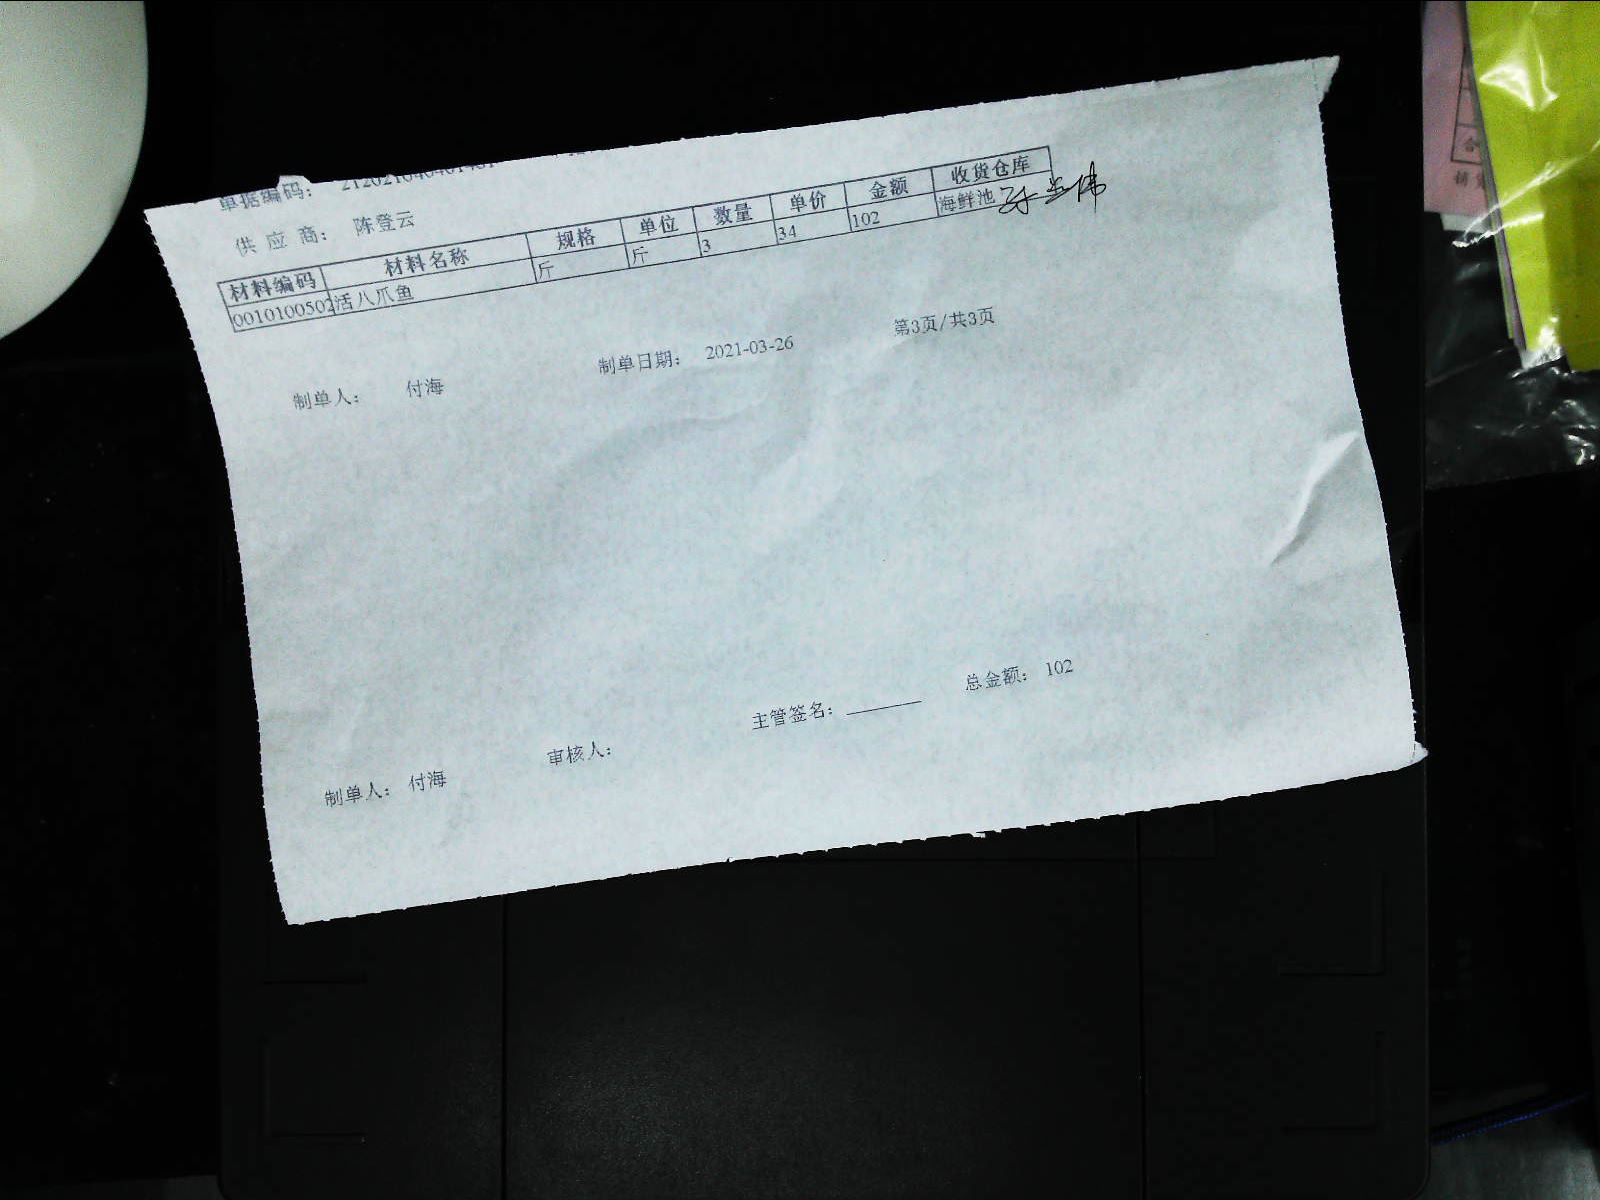 单据编码:
供 应 商: 陈登云
材料编码 材料名称 规格 单位 数量 单价 金额 收货仓库
0010100502 活八爪鱼 斤 斤 3 34 102 海鲜池
制单人: 付海 制单日期: 2021-03-26 第3页/共3页
制单人: 付海 审核人: 主管签名: 总金额: 102
合